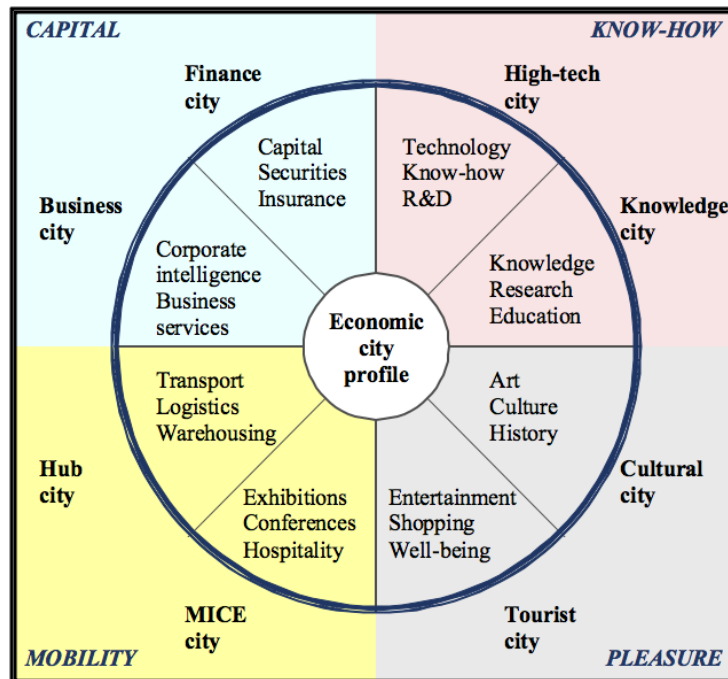 CAPITAL
KNOW-HOW
Finance
city
High-tech
city
Capital
Securities
Insurance
Technology
Know-how
R&D
Business
city
Knowledge
city
Corporate
intelligence
Business
services
Knowledge
Research
Education
Economic
city
profile
Transport
Logistics
Warehousing
Art
Culture
History
Hub
city
Cultural
city
Exhibitions
Conferences
Hospitality
Entertainment
Shopping
Well-being
MICE
city
Tourist
city
MOBILITY
PLEASURE